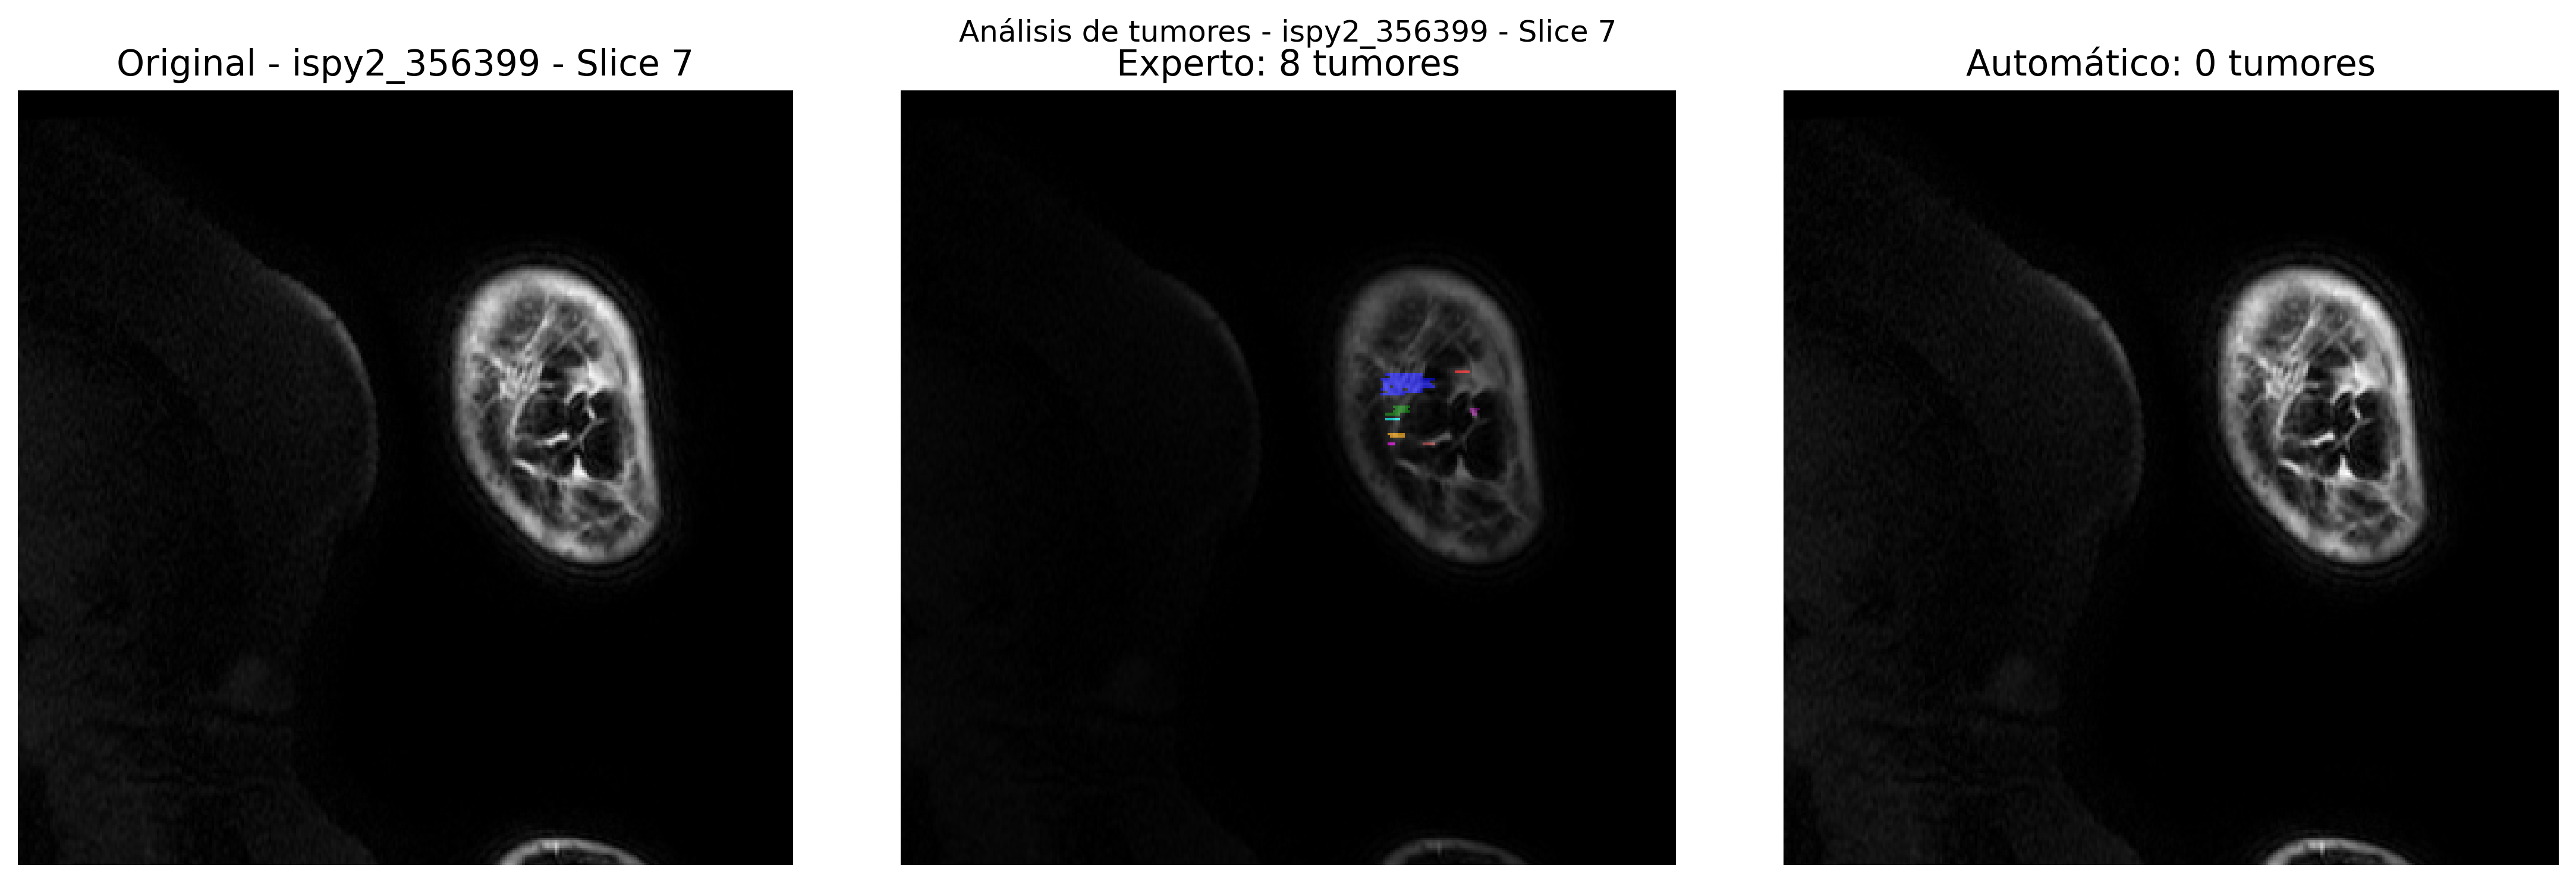 Análisis de tumores - ispy2_356399 - Slice 7
Original - ispy2_356399 - Slice 7
Experto: 8 tumores
Automático: 0 tumores